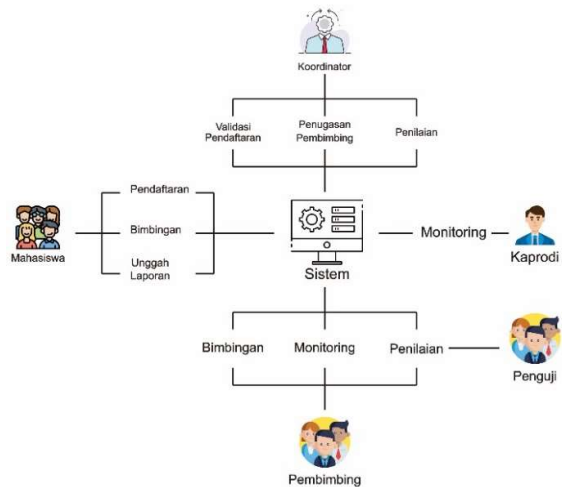 Koordinator
Validasi
Pendaftaran
Penugasan
Pembimbing
Penilaian
Pendaftaran
Bimbingan
Unggah
Laporan
Mahasiswa
Sistem
Monitoring
Kaprodi
Bimbingan
Monitoring
Penilaian
Penguji
Pembimbing